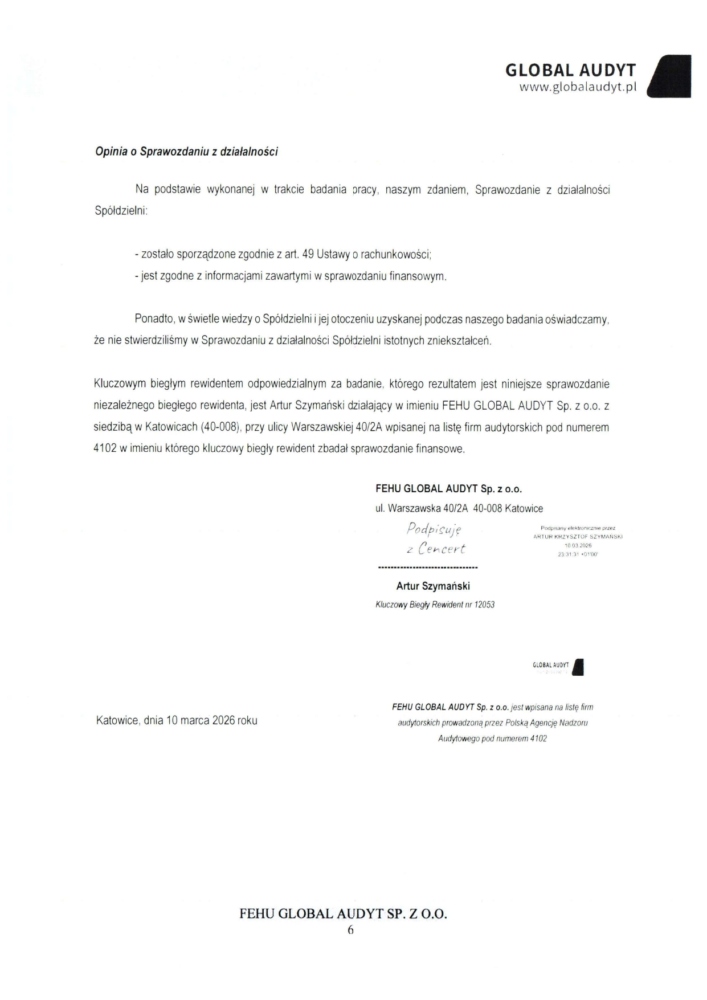 GLOBAL AUDYT
www.globalaudyt.pl
Opinia o Sprawozdaniu z działalności
Na podstawie wykonanej w trakcie badania pracy, naszym zdaniem, Sprawozdanie z działalności
Spółdzielni:
- zostało sporządzone zgodnie z art. 49 Ustawy o rachunkowości;
- jest zgodne z informacjami zawartymi w sprawozdaniu finansowym.
Ponadto, w świetle wiedzy o Spółdzielni i jej otoczeniu uzyskanej podczas naszego badania oświadczamy,
że nie stwierdziliśmy w Sprawozdaniu z działalności Spółdzielni istotnych zniekształceń.
Kluczowym biegłym rewidentem odpowiedzialnym za badanie, którego rezultatem jest niniejsze sprawozdanie
niezależnego biegłego rewidenta, jest Artur Szymański działający w imieniu FEHU GLOBAL AUDYT Sp. z o.o. z
siedzibą w Katowicach (40-008), przy ulicy Warszawskiej 40/2A wpisanej na listę firm audytorskich pod numerem
4102 w imieniu którego kluczowy biegły rewident zbadał sprawozdanie finansowe.
FEHU GLOBAL AUDYT Sp. z o.o.
ul. Warszawska 40/2A 40-008 Katowice
Podpisuję
z Cencert
Podpisany elektronicznie przez
ARTUR KRZYSZTOF SZYMAŃSKI
10.03.2026
23:31:31 +01'00'
--------------------------------
Artur Szymański
Kluczowy Biegły Rewident nr 12053
GLOBAL AUDYT
Katowice, dnia 10 marca 2026 roku
FEHU GLOBAL AUDYT Sp. z o.o. jest wpisana na listę firm
audytorskich prowadzoną przez Polską Agencję Nadzoru
Audytowego pod numerem 4102
FEHU GLOBAL AUDYT SP. Z O.O.
6